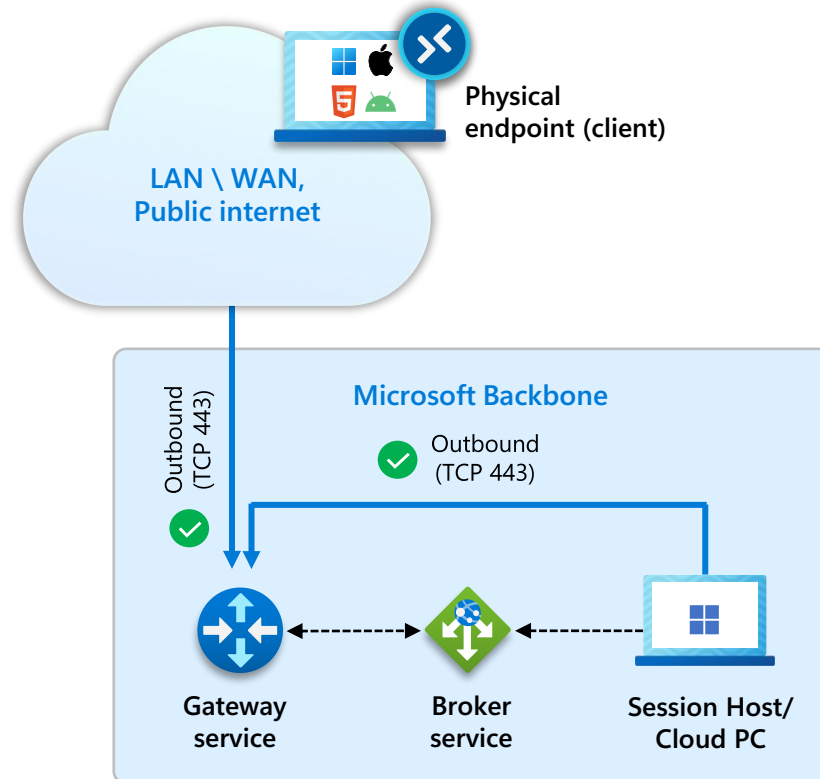 Physical
endpoint (client)
LAN \ WAN,
Public internet
Microsoft Backbone
Outbound
(TCP 443)
Outbound
(TCP 443)
Gateway
service
Broker
service
Session Host/
Cloud PC